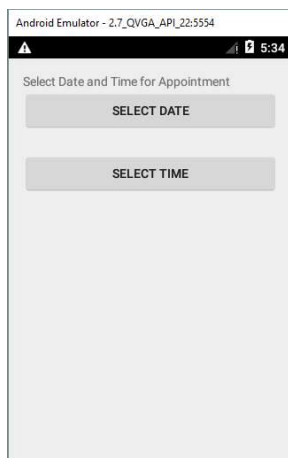 Android Emulator - 2.7_QVGA_API_22:5554
5:34
Select Date and Time for Appointment
SELECT DATE
SELECT TIME